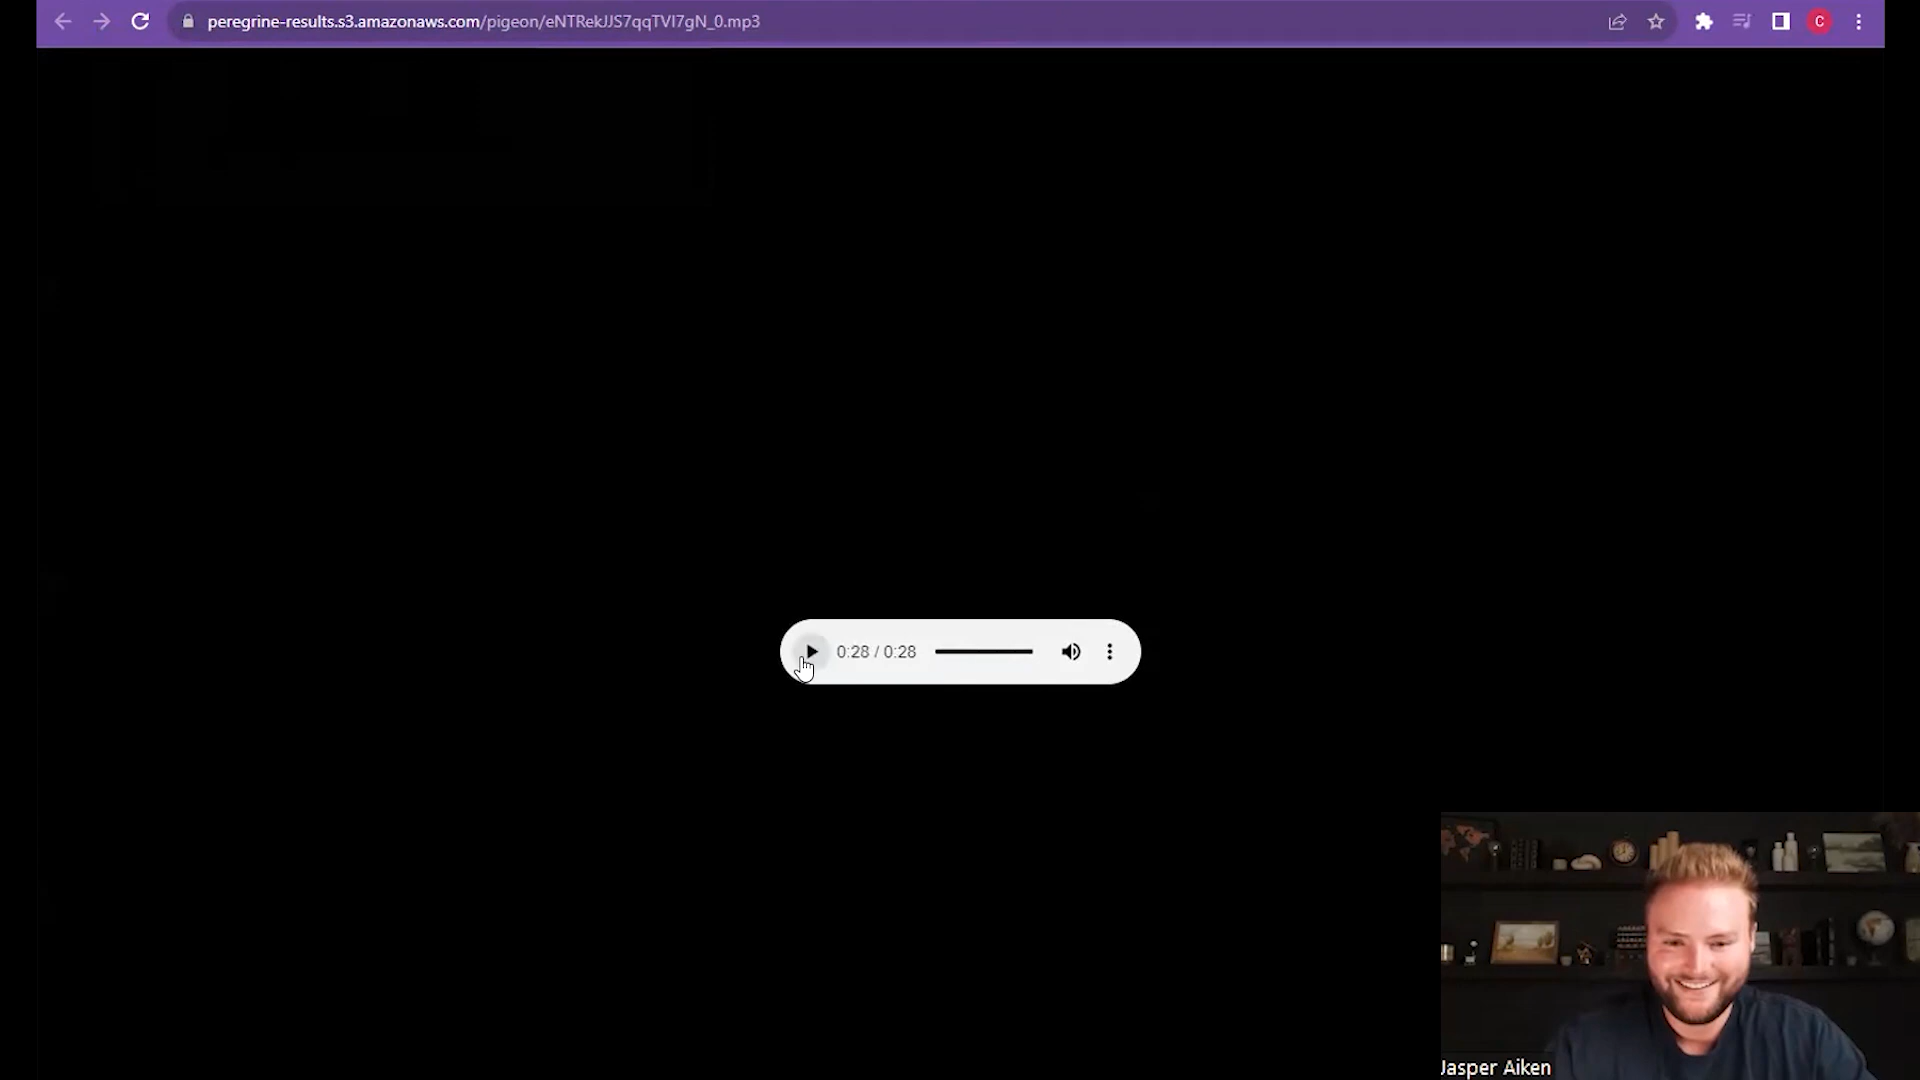 peregrine-results.s3.amazonaws.com/pigeon/eNTRekJJS7qqTVI7gN_0.mp3
C
0:28 / 0:28
Jasper Aiken